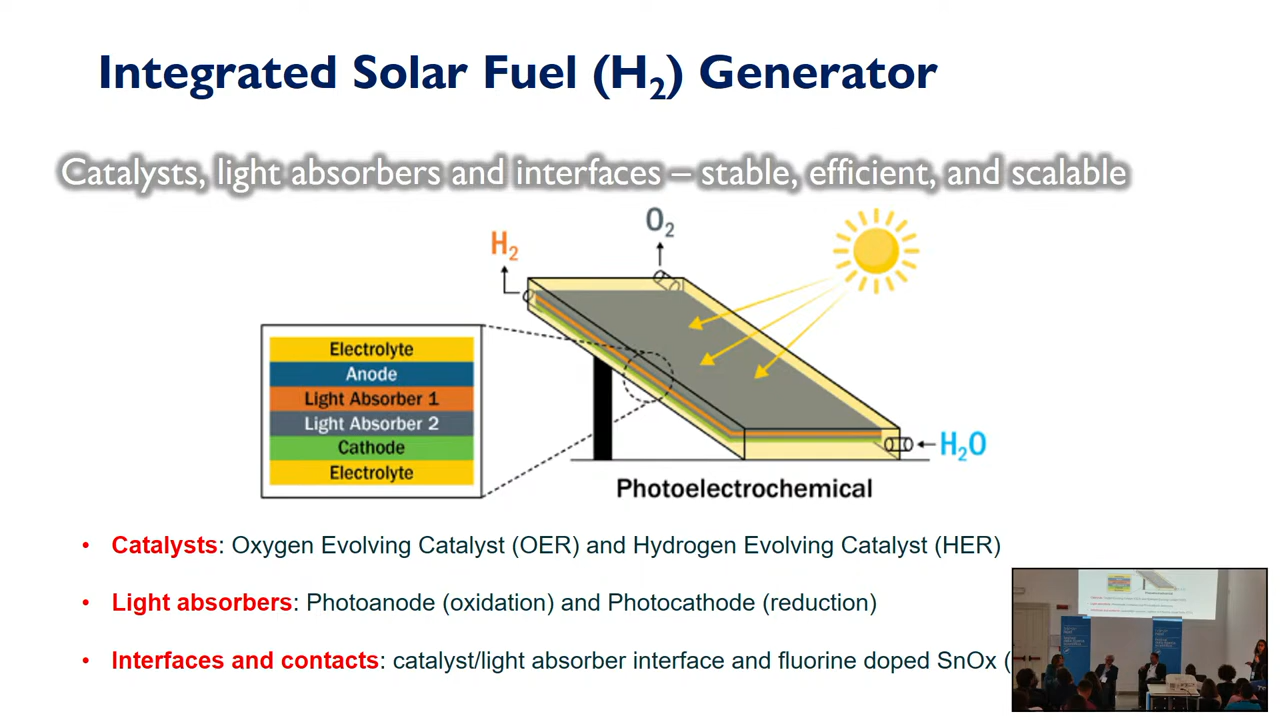 Integrated Solar Fuel (H₂) Generator
Catalysts, light absorbers and interfaces – stable, efficient, and scalable
O₂
H₂
Electrolyte
Anode
Light Absorber 1
Light Absorber 2
Cathode
Electrolyte
H₂O
Photoelectrochemical
• Catalysts: Oxygen Evolving Catalyst (OER) and Hydrogen Evolving Catalyst (HER)
• Light absorbers: Photoanode (oxidation) and Photocathode (reduction)
• Interfaces and contacts: catalyst/light absorber interface and fluorine doped SnOx (